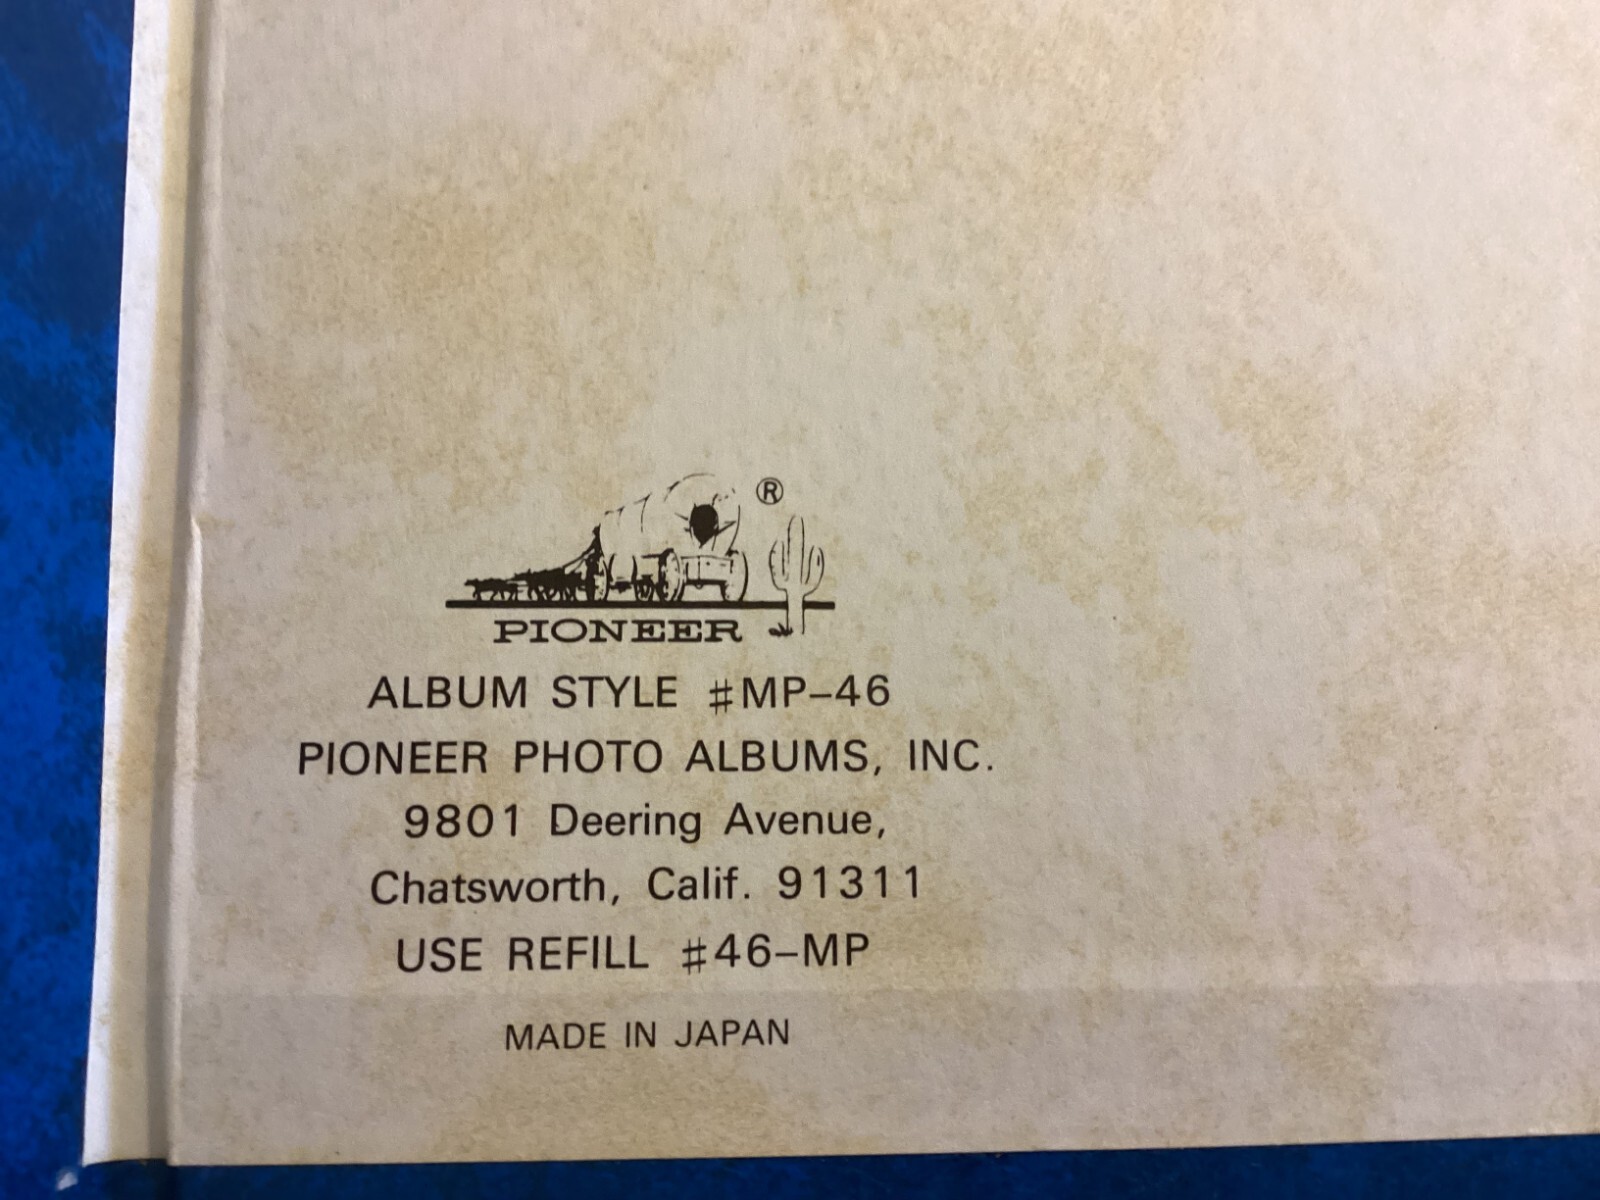 ®
PIONEER
ALBUM STYLE #MP-46
PIONEER PHOTO ALBUMS, INC.
9801 Deering Avenue,
Chatsworth, Calif. 91311
USE REFILL #46-MP
MADE IN JAPAN